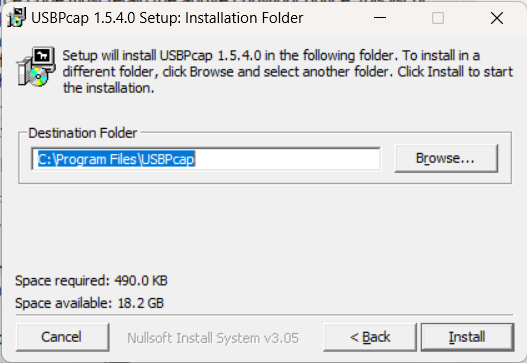 USBPcap 1.5.4.0 Setup: Installation Folder
Setup will install USBPcap 1.5.4.0 in the following folder. To install in a
different folder, click Browse and select another folder. Click Install to start
the installation.
Destination Folder
C:\Program Files\USBPcap
Browse...
Space required: 490.0 KB
Space available: 18.2 GB
Cancel
Nullsoft Install System v3.05
< Back
Install